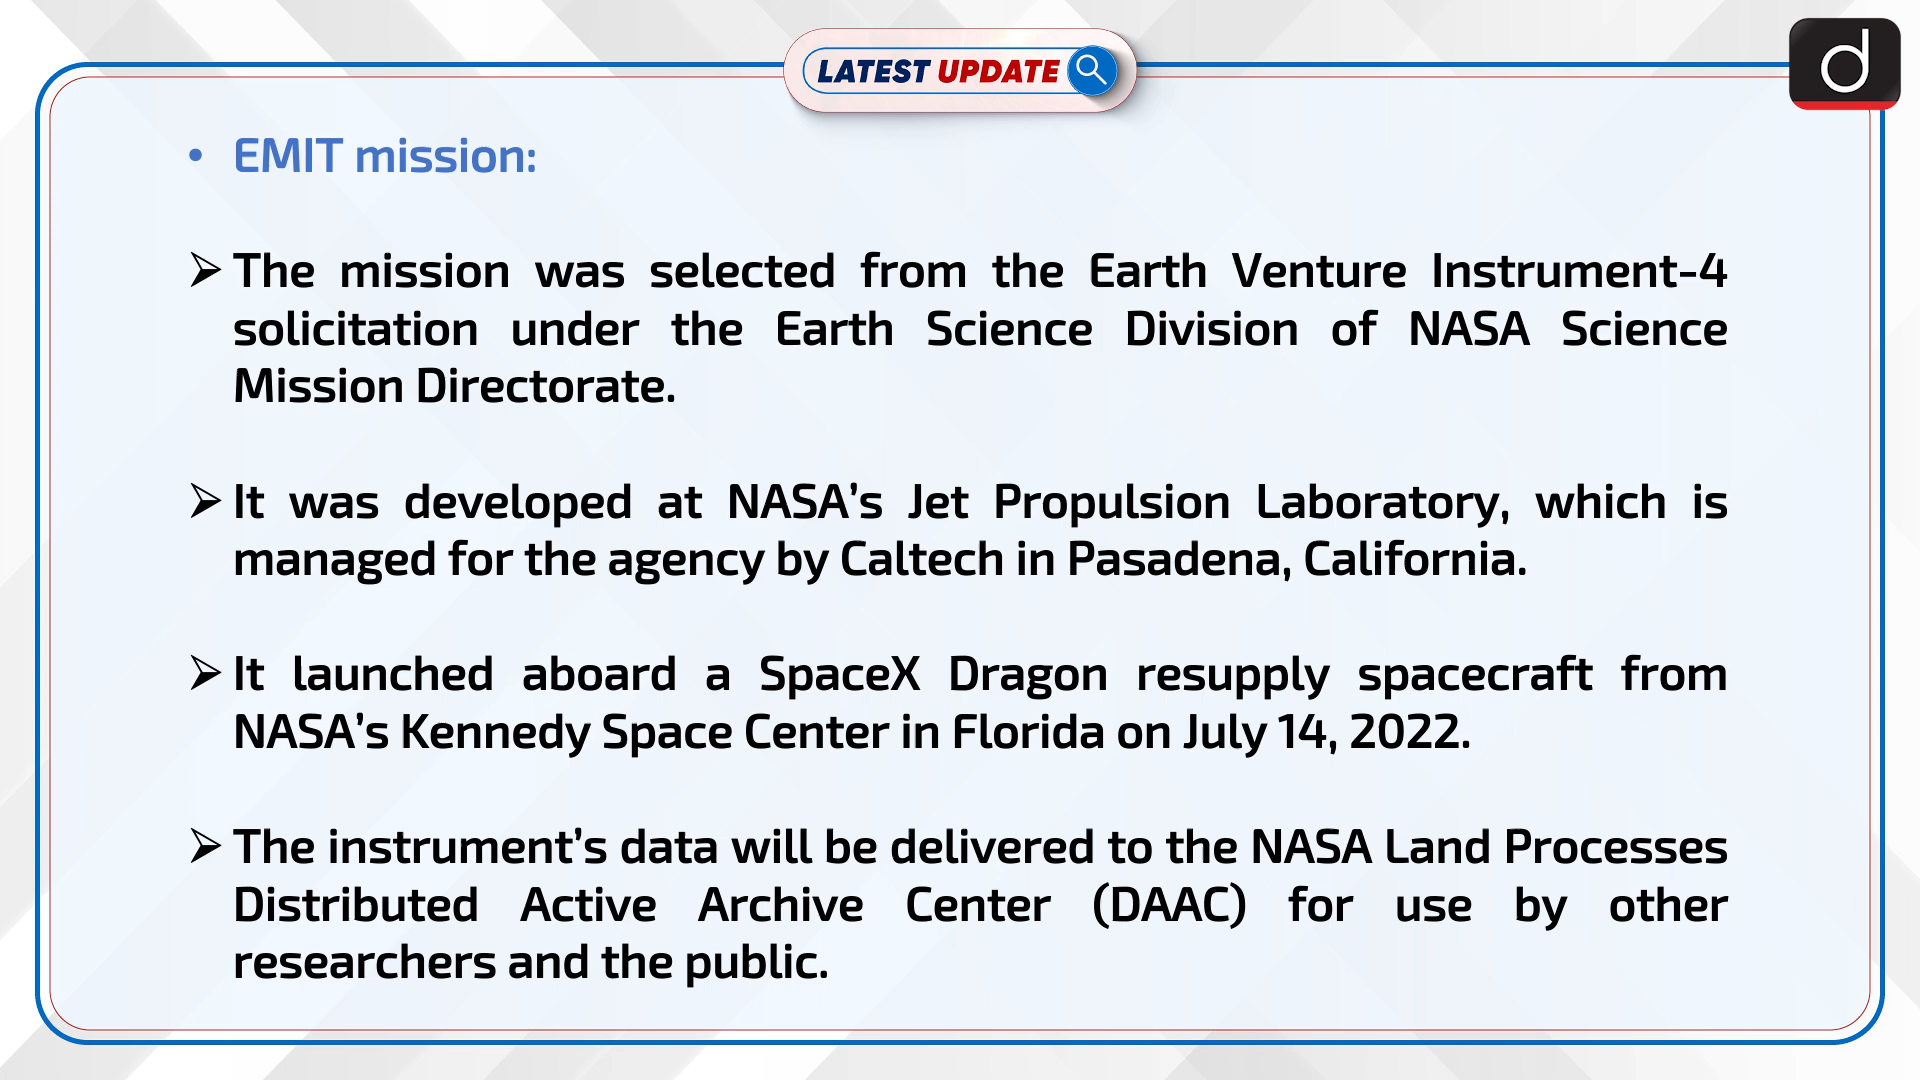 LATEST UPDATE
d
• EMIT mission:
➢ The mission was selected from the Earth Venture Instrument-4
solicitation under the Earth Science Division of NASA Science
Mission Directorate.
➢ It was developed at NASA’s Jet Propulsion Laboratory, which is
managed for the agency by Caltech in Pasadena, California.
➢ It launched aboard a SpaceX Dragon resupply spacecraft from
NASA’s Kennedy Space Center in Florida on July 14, 2022.
➢ The instrument’s data will be delivered to the NASA Land Processes
Distributed Active Archive Center (DAAC) for use by other
researchers and the public.